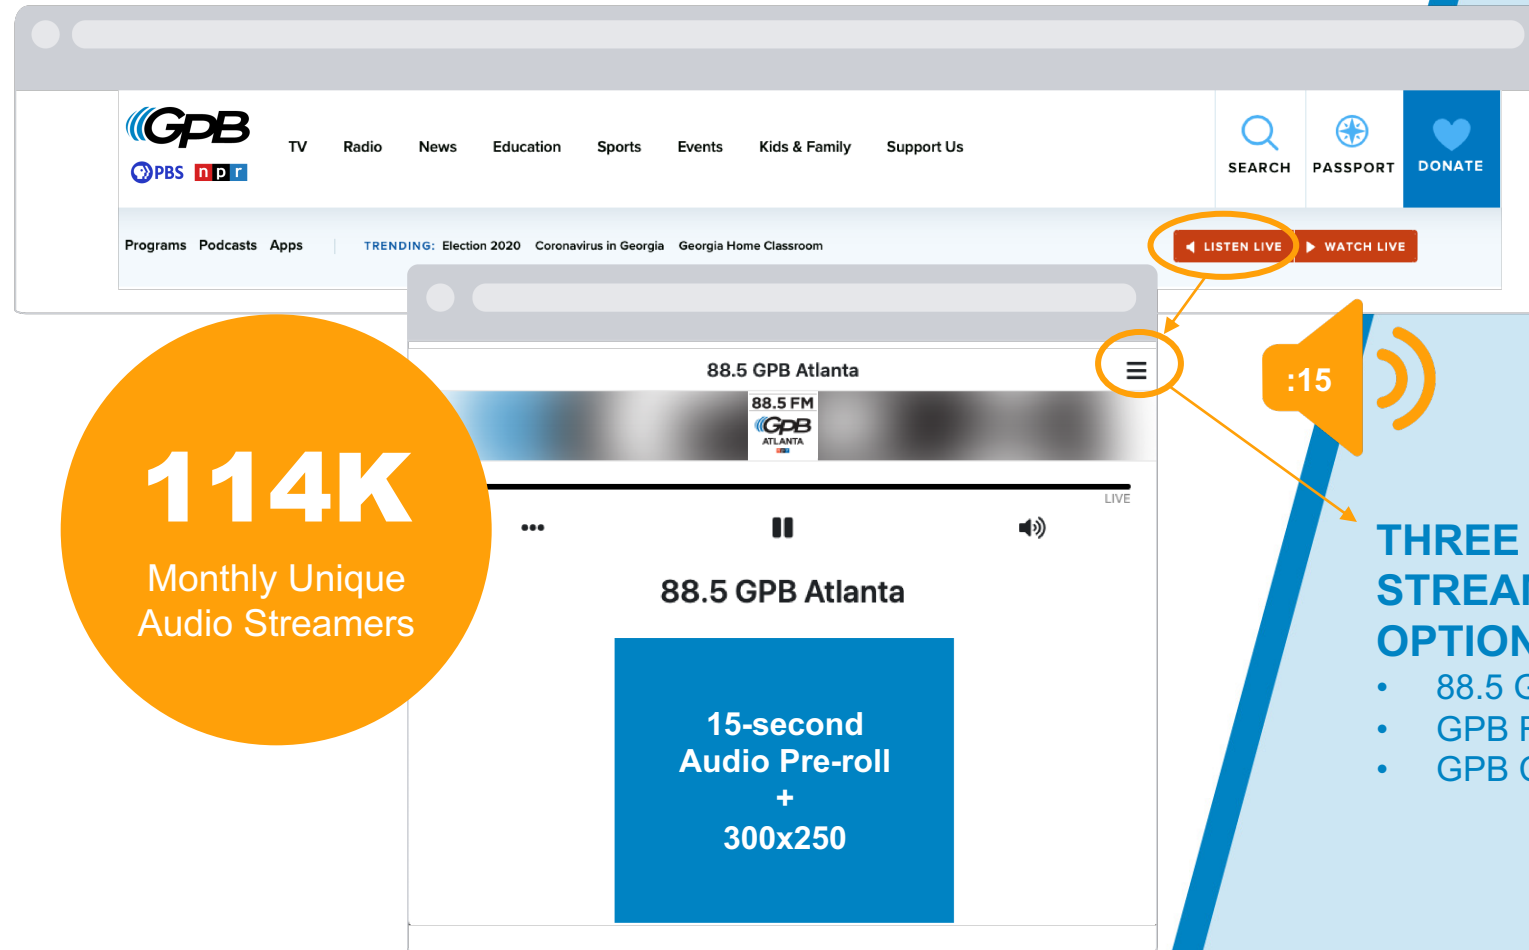 GPB
PBS npr
TV Radio News Education Sports Events Kids & Family Support Us
SEARCH PASSPORT DONATE
Programs Podcasts Apps TRENDING: Election 2020 Coronavirus in Georgia Georgia Home Classroom
LISTEN LIVE WATCH LIVE
88.5 GPB Atlanta
88.5 FM
GPB
ATLANTA
LIVE
88.5 GPB Atlanta
15-second
Audio Pre-roll
+
300x250
114K
Monthly Unique
Audio Streamers
:15
THREE
88.5
GPB
GPB